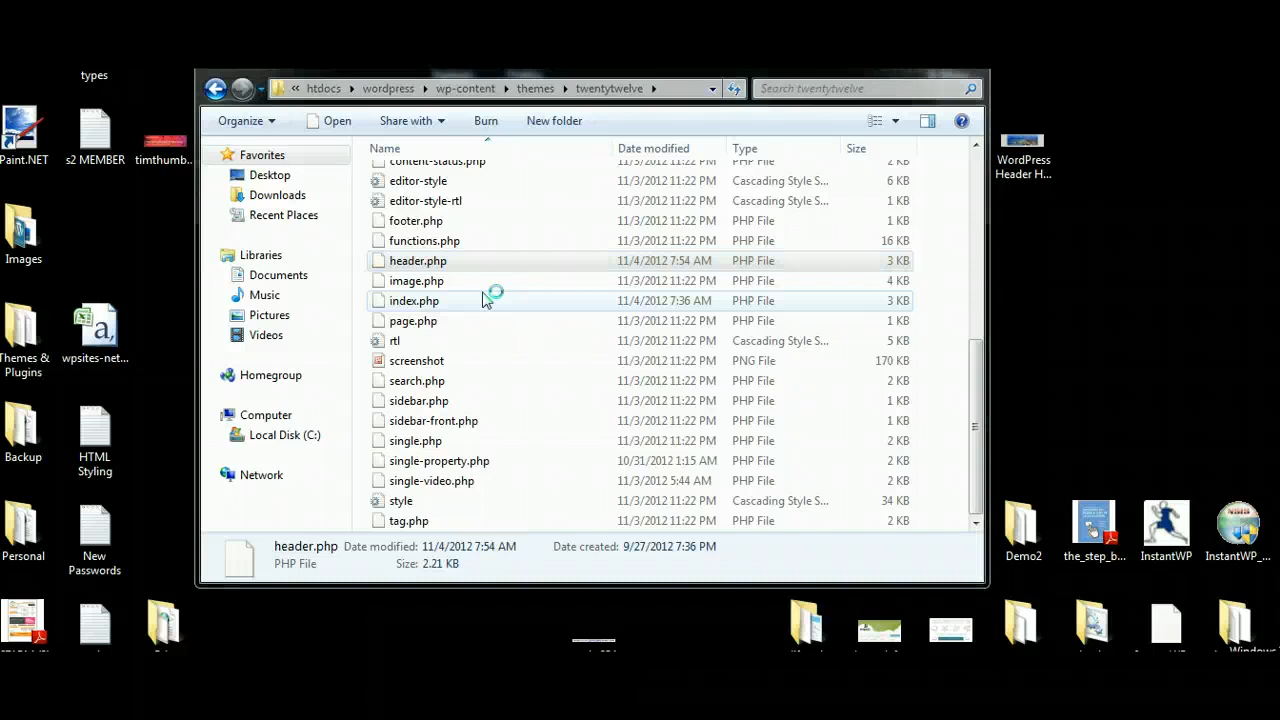 types
Paint.NET
s2 MEMBER
timthumb...
Images
Themes & Plugins
wpsites-net...
Backup
HTML Styling
Personal
New Passwords
« htdocs wordpress wp-content themes twentytwelve
Search twentytwelve
Organize Open Share with Burn New folder
Favorites
Desktop
Downloads
Recent Places
Libraries
Documents
Music
Pictures
Videos
Homegroup
Computer
Local Disk (C:)
Network
Name Date modified Type Size
content-status.php 11/3/2012 11:22 PM PHP File 2 KB
editor-style 11/3/2012 11:22 PM Cascading Style S... 6 KB
editor-style-rtl 11/3/2012 11:22 PM Cascading Style S... 1 KB
footer.php 11/3/2012 11:22 PM PHP File 1 KB
functions.php 11/3/2012 11:22 PM PHP File 16 KB
header.php 11/4/2012 7:54 AM PHP File 3 KB
image.php 11/3/2012 11:22 PM PHP File 4 KB
index.php 11/4/2012 7:36 AM PHP File 3 KB
page.php 11/3/2012 11:22 PM PHP File 1 KB
rtl 11/3/2012 11:22 PM Cascading Style S... 5 KB
screenshot 11/3/2012 11:22 PM PNG File 170 KB
search.php 11/3/2012 11:22 PM PHP File 2 KB
sidebar.php 11/3/2012 11:22 PM PHP File 1 KB
sidebar-front.php 11/3/2012 11:22 PM PHP File 1 KB
single.php 11/3/2012 11:22 PM PHP File 2 KB
single-property.php 10/31/2012 1:15 AM PHP File 2 KB
single-video.php 11/3/2012 5:44 AM PHP File 2 KB
style 11/3/2012 11:22 PM Cascading Style S... 34 KB
tag.php 11/3/2012 11:22 PM PHP File 2 KB
header.php Date modified: 11/4/2012 7:54 AM Date created: 9/27/2012 7:36 PM
PHP File Size: 2.21 KB
WordPress
Header H...
Demo2
the_step_b...
InstantWP
InstantWP_...
Windows